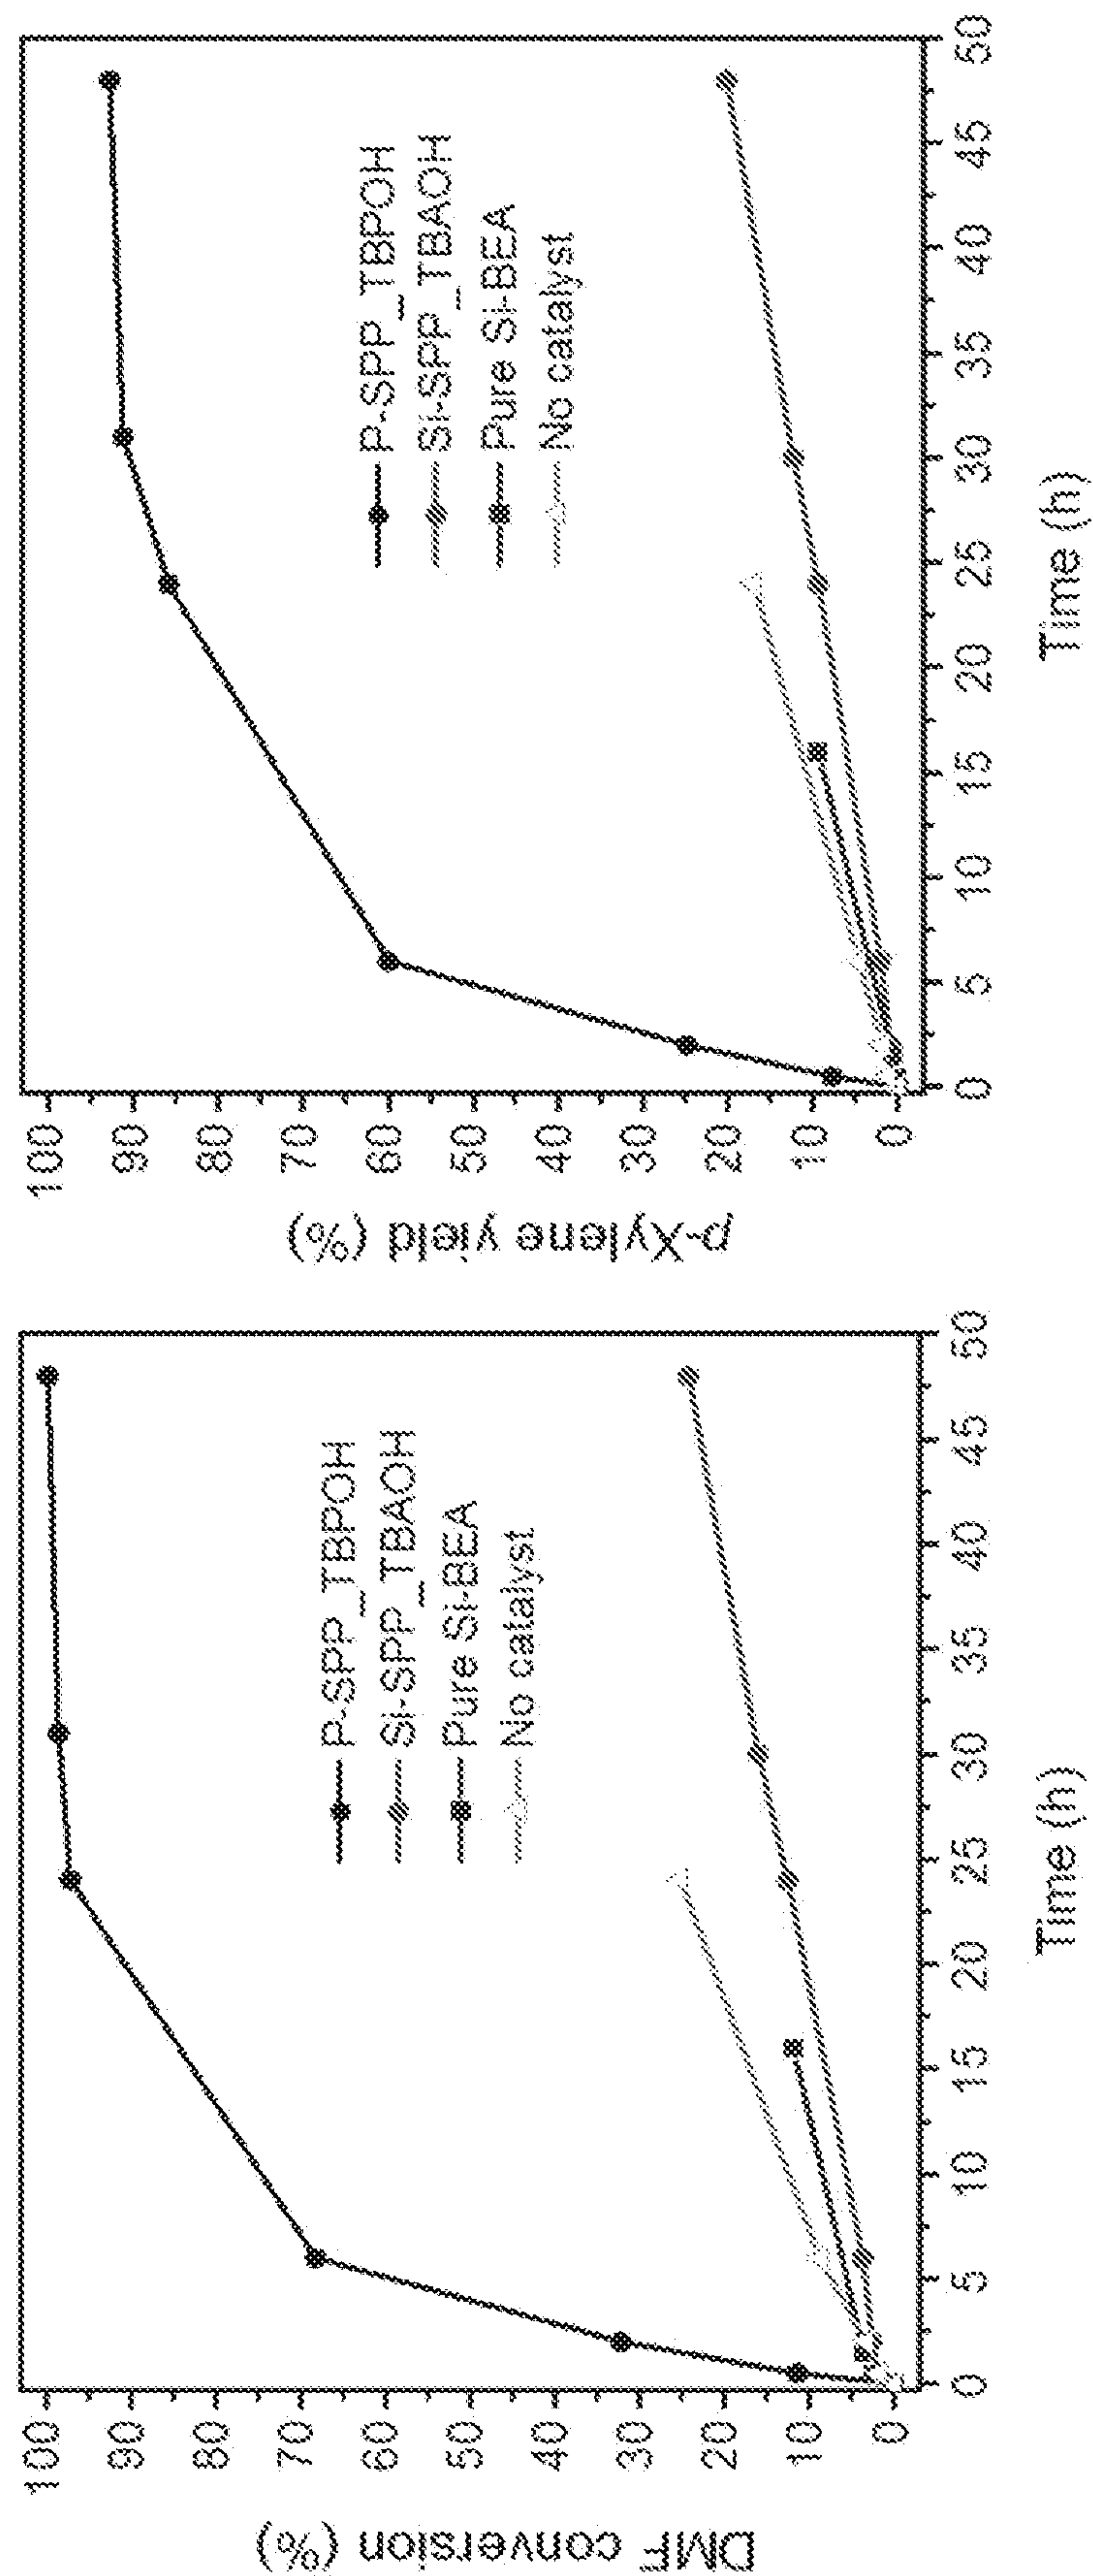 DMF conversion (%)
100
90
80
70
60
50
40
30
20
10
0
P-SPP_TBPOH
Si-SPP_TBAOH
Pure Si-BEA
No catalyst
0 5 10 15 20 25 30 35 40 45 50
Time (h)
p-Xylene yield (%)
100
90
80
70
60
50
40
30
20
10
0
P-SPP_TBPOH
Si-SPP_TBAOH
Pure Si-BEA
No catalyst
0 5 10 15 20 25 30 35 40 45 50
Time (h)